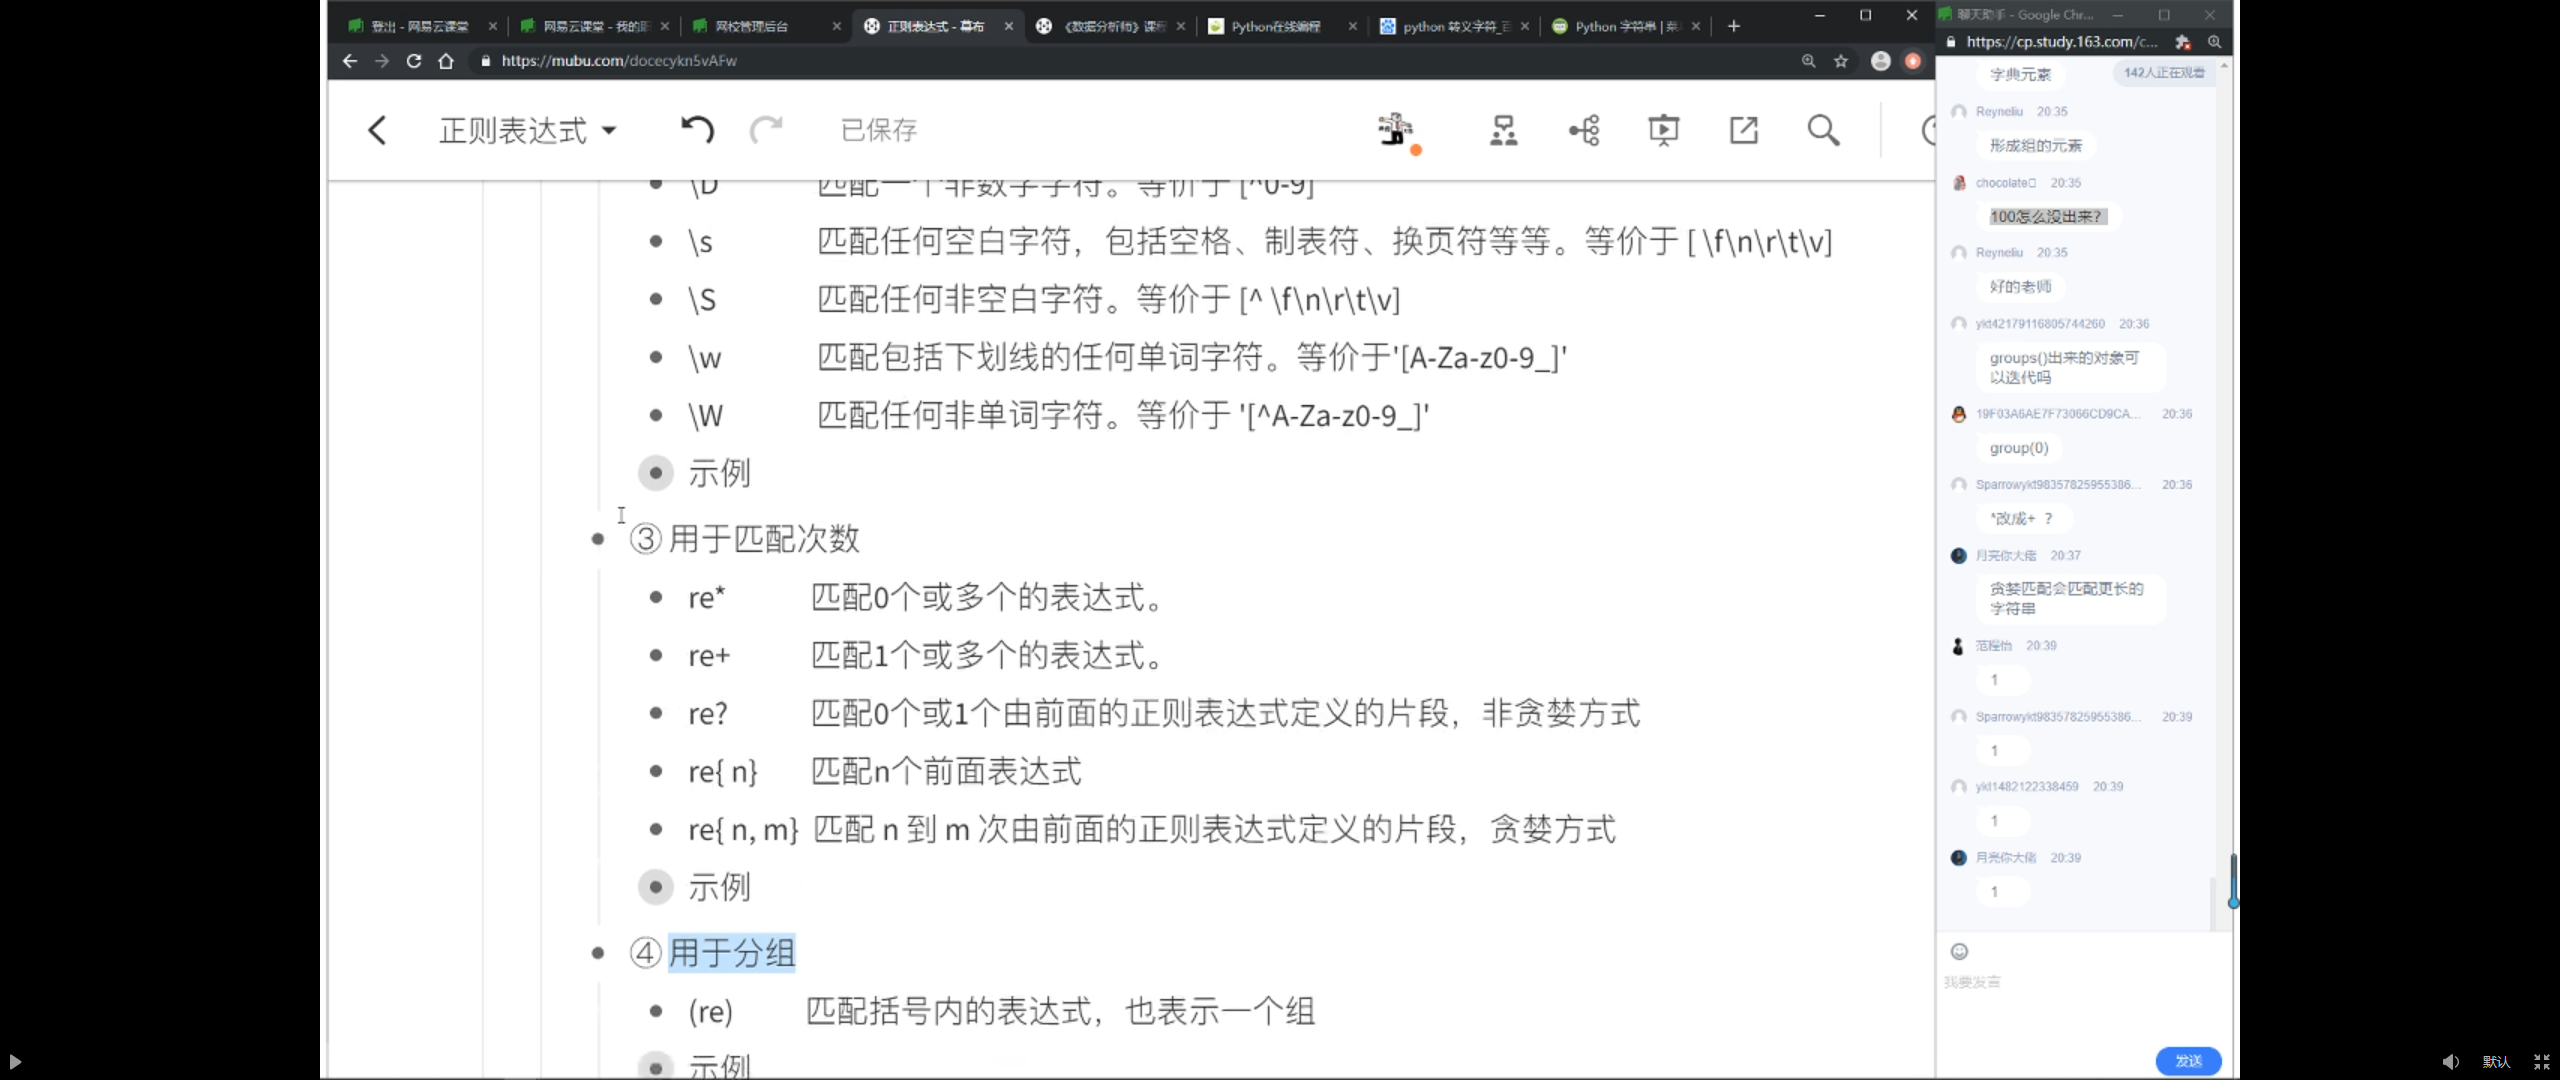 登出 - 网易云课堂
网易云课堂 - 我的
网校管理后台
正则表达式 - 幕布
《数据分析师》课
Python在线编程
python 转义字符_
Python 字符串 |
聊天助手 - Google Chr...
https://mubu.com/docecykn5vAFw
https://cp.study.163.com/c...
正则表达式
已保存
\D 匹配一个非数字字符。等价于 [^0-9]
\s 匹配任何空白字符，包括空格、制表符、换页符等等。等价于 [ \f\n\r\t\v]
\S 匹配任何非空白字符。等价于 [^ \f\n\r\t\v]
\w 匹配包括下划线的任何单词字符。等价于'[A-Za-z0-9_]'
\W 匹配任何非单词字符。等价于 '[^A-Za-z0-9_]'
示例
③ 用于匹配次数
re* 匹配0个或多个的表达式。
re+ 匹配1个或多个的表达式。
re? 匹配0个或1个由前面的正则表达式定义的片段，非贪婪方式
re{ n} 匹配n个前面表达式
re{ n, m} 匹配 n 到 m 次由前面的正则表达式定义的片段，贪婪方式
示例
④ 用于分组
(re) 匹配括号内的表达式，也表示一个组
示例
字典元素
142人正在观看
Reyneliu 20:35
形成组的元素
chocolate 20:35
100怎么没出来？
Reyneliu 20:35
好的老师
ykt42179116805744260 20:36
groups()出来的对象可
以迭代吗
19F03A6AE7F73066CD9CA... 20:36
group(0)
Sparrowykt98357825955386... 20:36
*改成+ ？
月亮你大佬 20:37
贪婪匹配会匹配更长的
字符串
范程怡 20:39
1
Sparrowykt98357825955386... 20:39
1
ykt1482122338459 20:39
1
月亮你大佬 20:39
1
我要发言
发送
默认